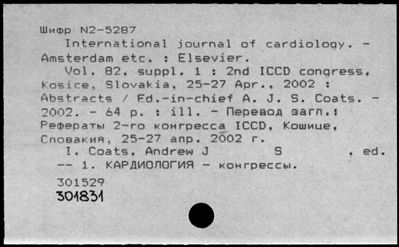 Шифр N2-5287
International journal of cardiology. -
Amsterdam etc. : Elsevier.
Vol. 82, suppl. 1 : 2nd ICCD congress,
Kosice, Slovakia, 25-27 Apr., 2002 :
Abstracts / Ed.-in-chief A. J. S. Coats. -
2002. - 64 p. : ill. - Перевод загл.:
Рефераты 2-го конгресса ICCD, Кошице,
Словакия, 25-27 апр. 2002 г.
I. Coats, Andrew J S , ed.
-- 1. КАРДИОЛОГИЯ - конгрессы.
301529
301831